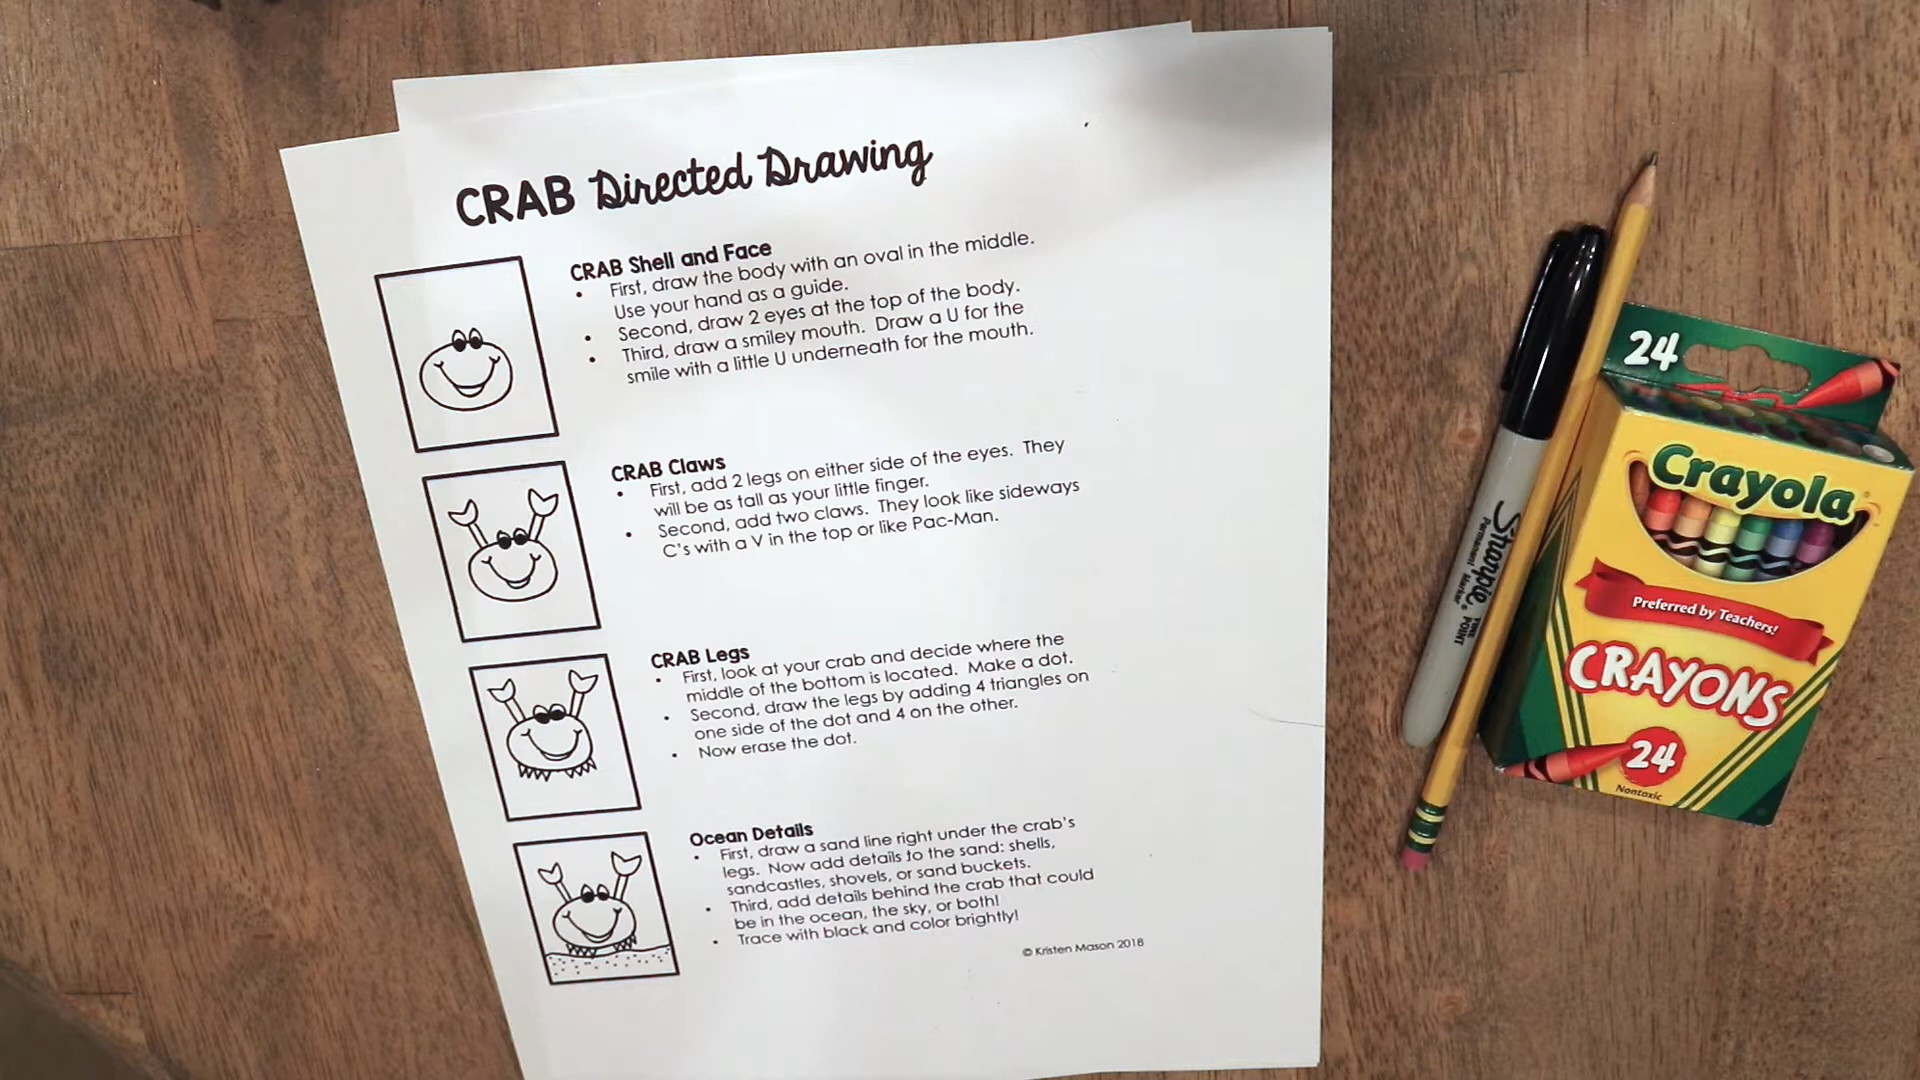 CRAB Directed Drawing
CRAB Shell and Face
• First, draw the body with an oval in the middle.
Use your hand as a guide.
• Second, draw 2 eyes at the top of the body.
• Third, draw a smiley mouth. Draw a U for the
smile with a little U underneath for the mouth.
CRAB Claws
• First, add 2 legs on either side of the eyes. They
will be as tall as your little finger.
• Second, add two claws. They look like sideways
C's with a V in the top or like Pac-Man.
CRAB Legs
• First, look at your crab and decide where the
middle of the bottom is located. Make a dot.
• Second, draw the legs by adding 4 triangles on
one side of the dot and 4 on the other.
• Now erase the dot.
Ocean Details
• First, draw a sand line right under the crab's
legs. Now add details to the sand: shells,
sandcastles, shovels, or sand buckets.
• Third, add details behind the crab that could
be in the ocean, the sky, or both!
• Trace with black and color brightly!
© Kristen Mason 2018
Sharpie®
Permanent Marker
FINE POINT
24
Crayola
Preferred by Teachers!
CRAYONS
24
Nontoxic